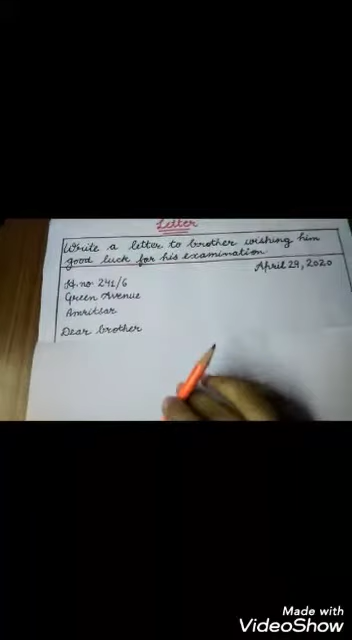 Letter
Write a letter to brother wishing him
good luck for his examination
April 29, 2020
H.no 241/6
Green Avenue
Amritsar
Dear brother
Made with
VideoShow